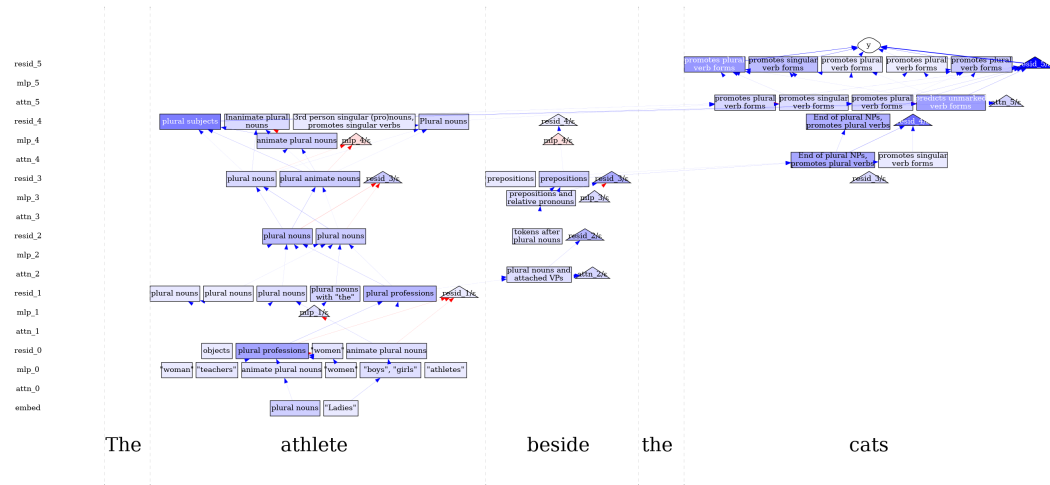 y
resid_5
promotes plural
verb forms
promotes singular
verb forms
promotes plural
verb forms
promotes plural
verb forms
promotes plural
verb forms
mlp_5
attn_5
promotes plural
verb forms
promotes singular
verb forms
promotes plural
verb forms
predicts unmarked
verb forms
attn_5/ε
resid_4
plural subjects
Inanimate plural
nouns
3rd person singular (pro)nouns,
promotes singular verbs
Plural nouns
resid_4/ε
End of plural NPs,
promotes plural verbs
mlp_4
animate plural nouns
mlp_4/ε
mlp_4/ε
attn_4
End of plural NPs,
promotes plural verbs
promotes singular
verb forms
resid_3
plural nouns
plural animate nouns
resid_3/ε
prepositions
prepositions
resid_3/ε
resid_3/ε
mlp_3
prepositions and
relative pronouns
mlp_3/ε
attn_3
resid_2
plural nouns
plural nouns
tokens after
plural nouns
resid_2/ε
mlp_2
attn_2
plural nouns and
attached VPs
attn_2/ε
resid_1
plural nouns
plural nouns
plural nouns
plural nouns
with "the"
plural professions
resid_1/ε
mlp_1
mlp_1/ε
attn_1
resid_0
objects
plural professions
"women"
animate plural nouns
mlp_0
"woman"
"teachers"
animate plural nouns
"women"
"boys", "girls"
"athletes"
attn_0
embed
plural nouns
"Ladies"
The athlete beside the cats